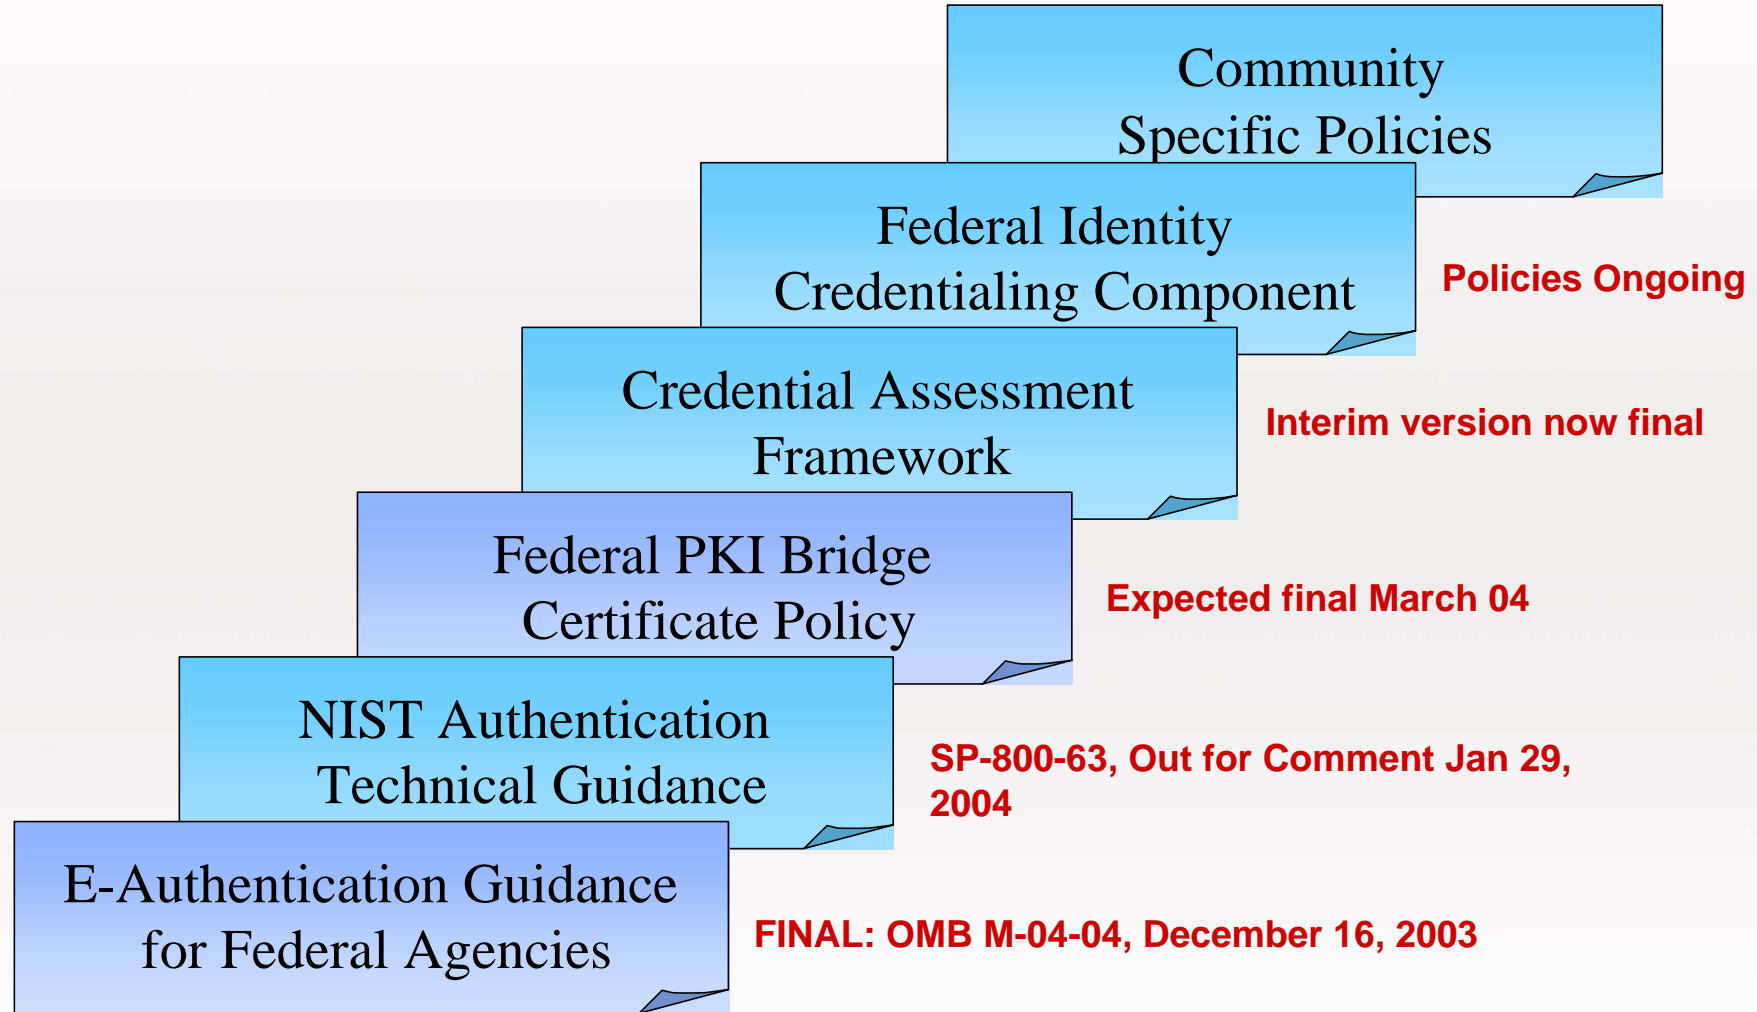 Community
Specific Policies
Federal Identity
Credentialing Component
Policies Ongoing
Credential Assessment
Framework
Interim version now final
Federal PKI Bridge
Certificate Policy
Expected final March 04
NIST Authentication
Technical Guidance
SP-800-63, Out for Comment Jan 29,
2004
E-Authentication Guidance
for Federal Agencies
FINAL: OMB M-04-04, December 16, 2003